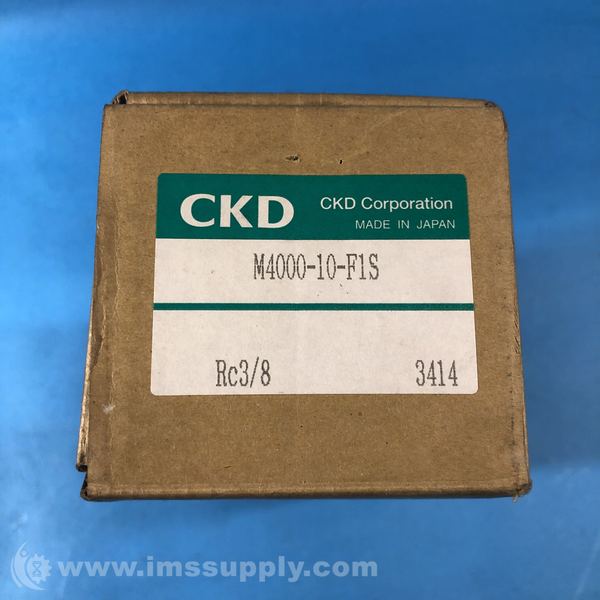 CKD CKD Corporation
MADE IN JAPAN
M4000-10-F1S
Rc3/8 3414
www.imssupply.com